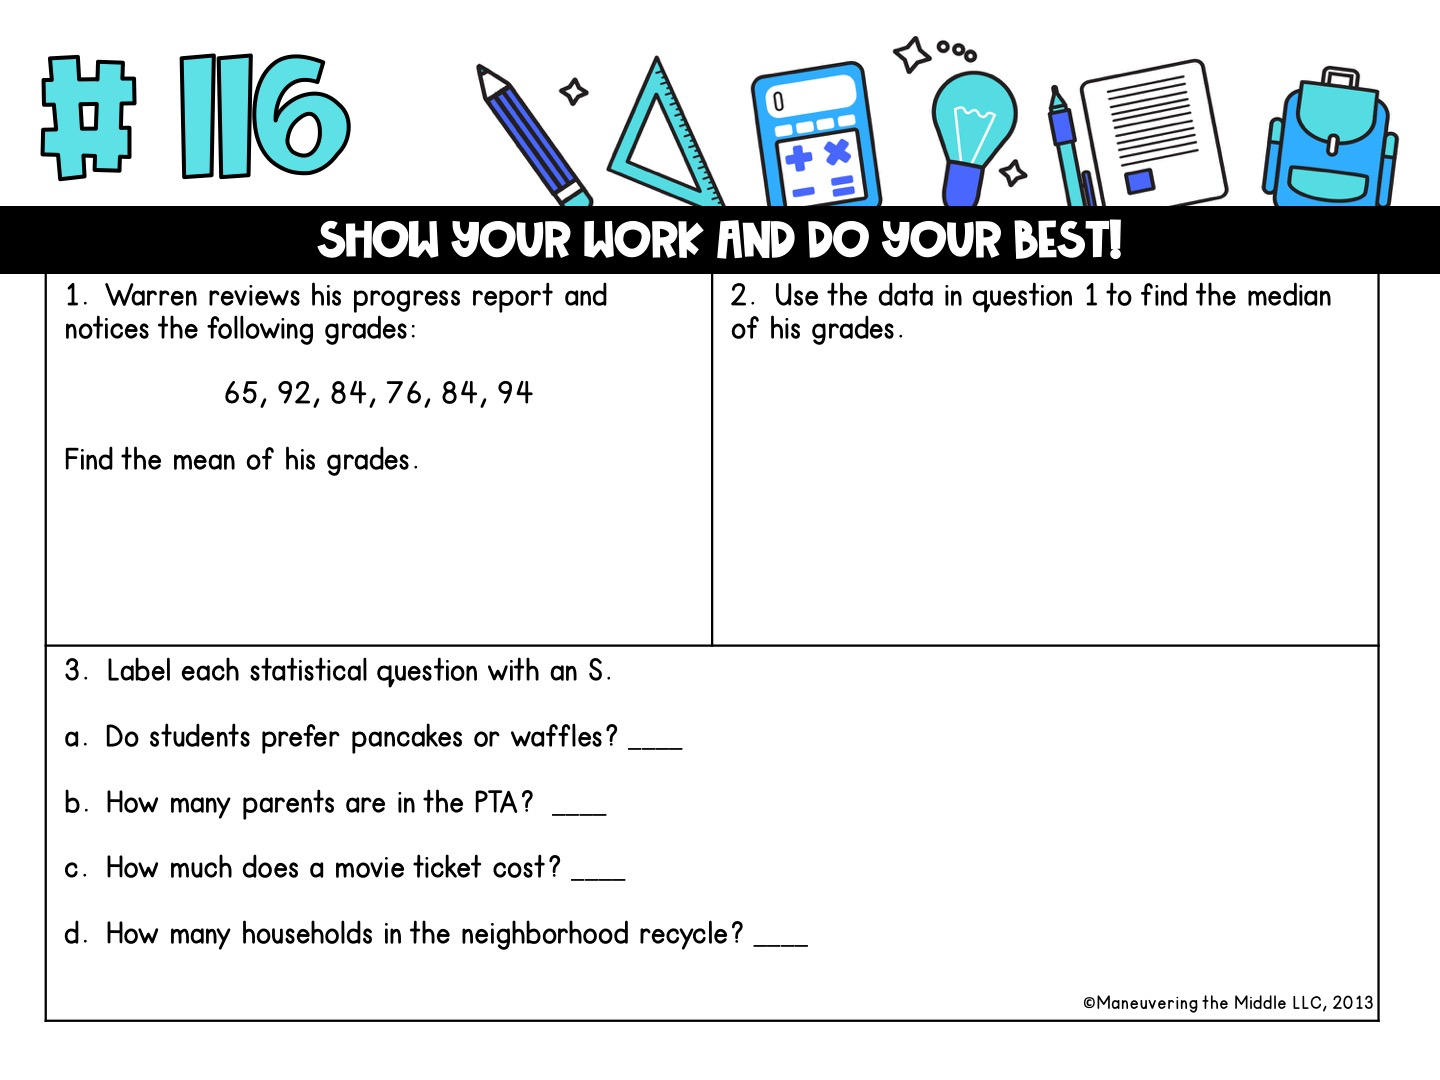 # 116
SHOW YOUR WORK AND DO YOUR BEST!
1. Warren reviews his progress report and
notices the following grades:
65, 92, 84, 76, 84, 94
Find the mean of his grades.
2. Use the data in question 1 to find the median
of his grades.
3. Label each statistical question with an S.
a. Do students prefer pancakes or waffles? ____
b. How many parents are in the PTA? ____
c. How much does a movie ticket cost? ____
d. How many households in the neighborhood recycle? ____
©Maneuvering the Middle LLC, 2013